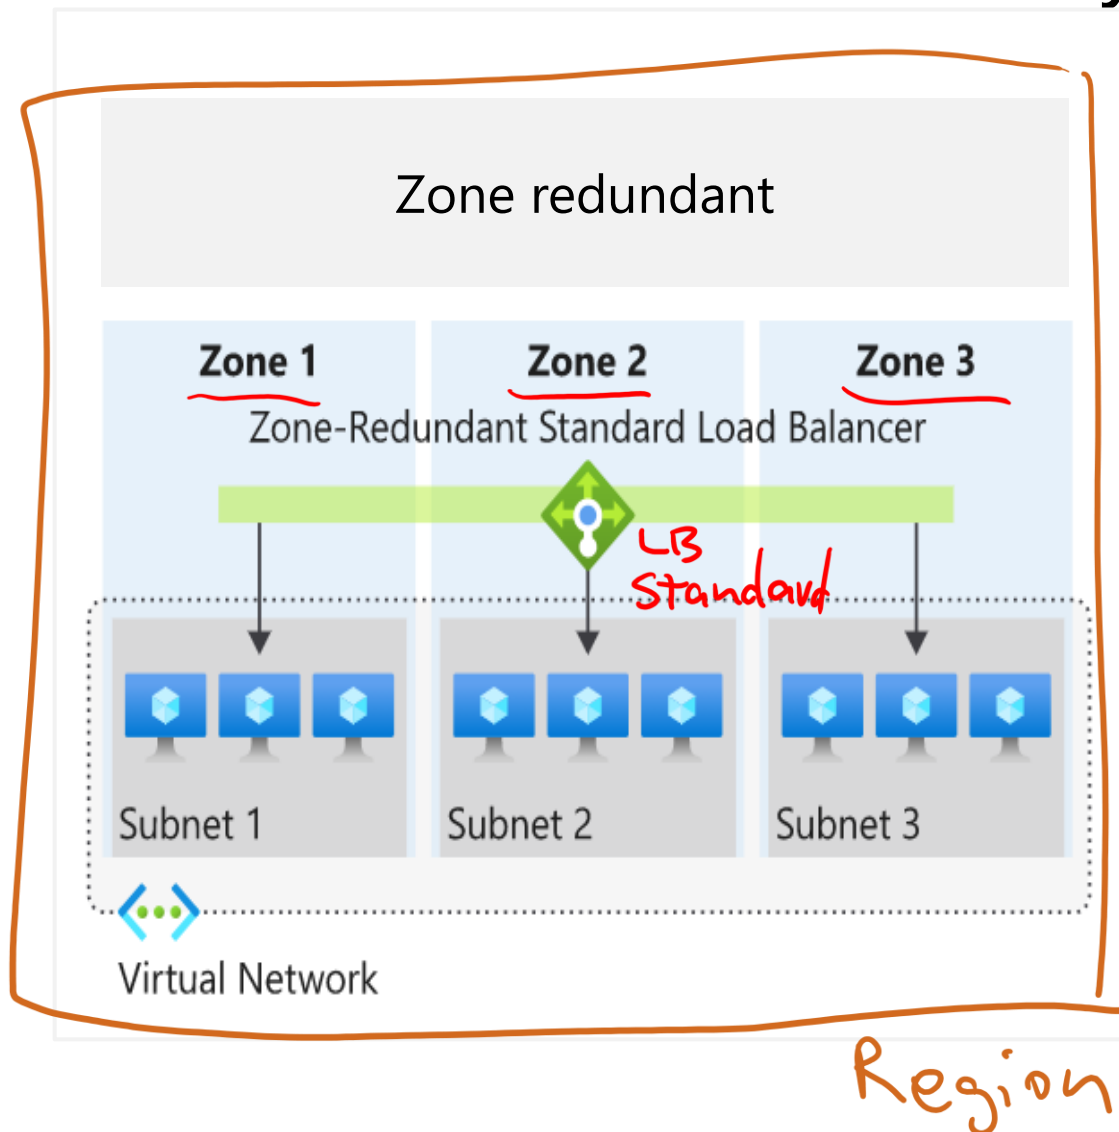 Zone redundant
Zone 1
Zone 2
Zone 3
Zone-Redundant Standard Load Balancer
LB
Standard
Subnet 1
Subnet 2
Subnet 3
Virtual Network
Region